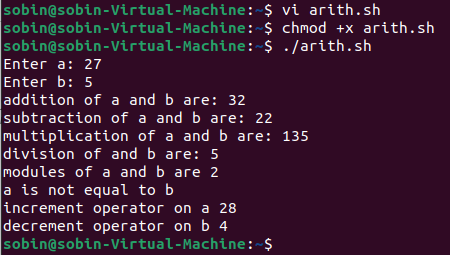 sobin@sobin-Virtual-Machine:~$ vi arith.sh
sobin@sobin-Virtual-Machine:~$ chmod +x arith.sh
sobin@sobin-Virtual-Machine:~$ ./arith.sh
Enter a: 27
Enter b: 5
addition of a and b are: 32
subtraction of a and b are: 22
multiplication of a and b are: 135
division of and b are: 5
modules of a and b are 2
a is not equal to b
increment operator on a 28
decrement operator on b 4
sobin@sobin-Virtual-Machine:~$